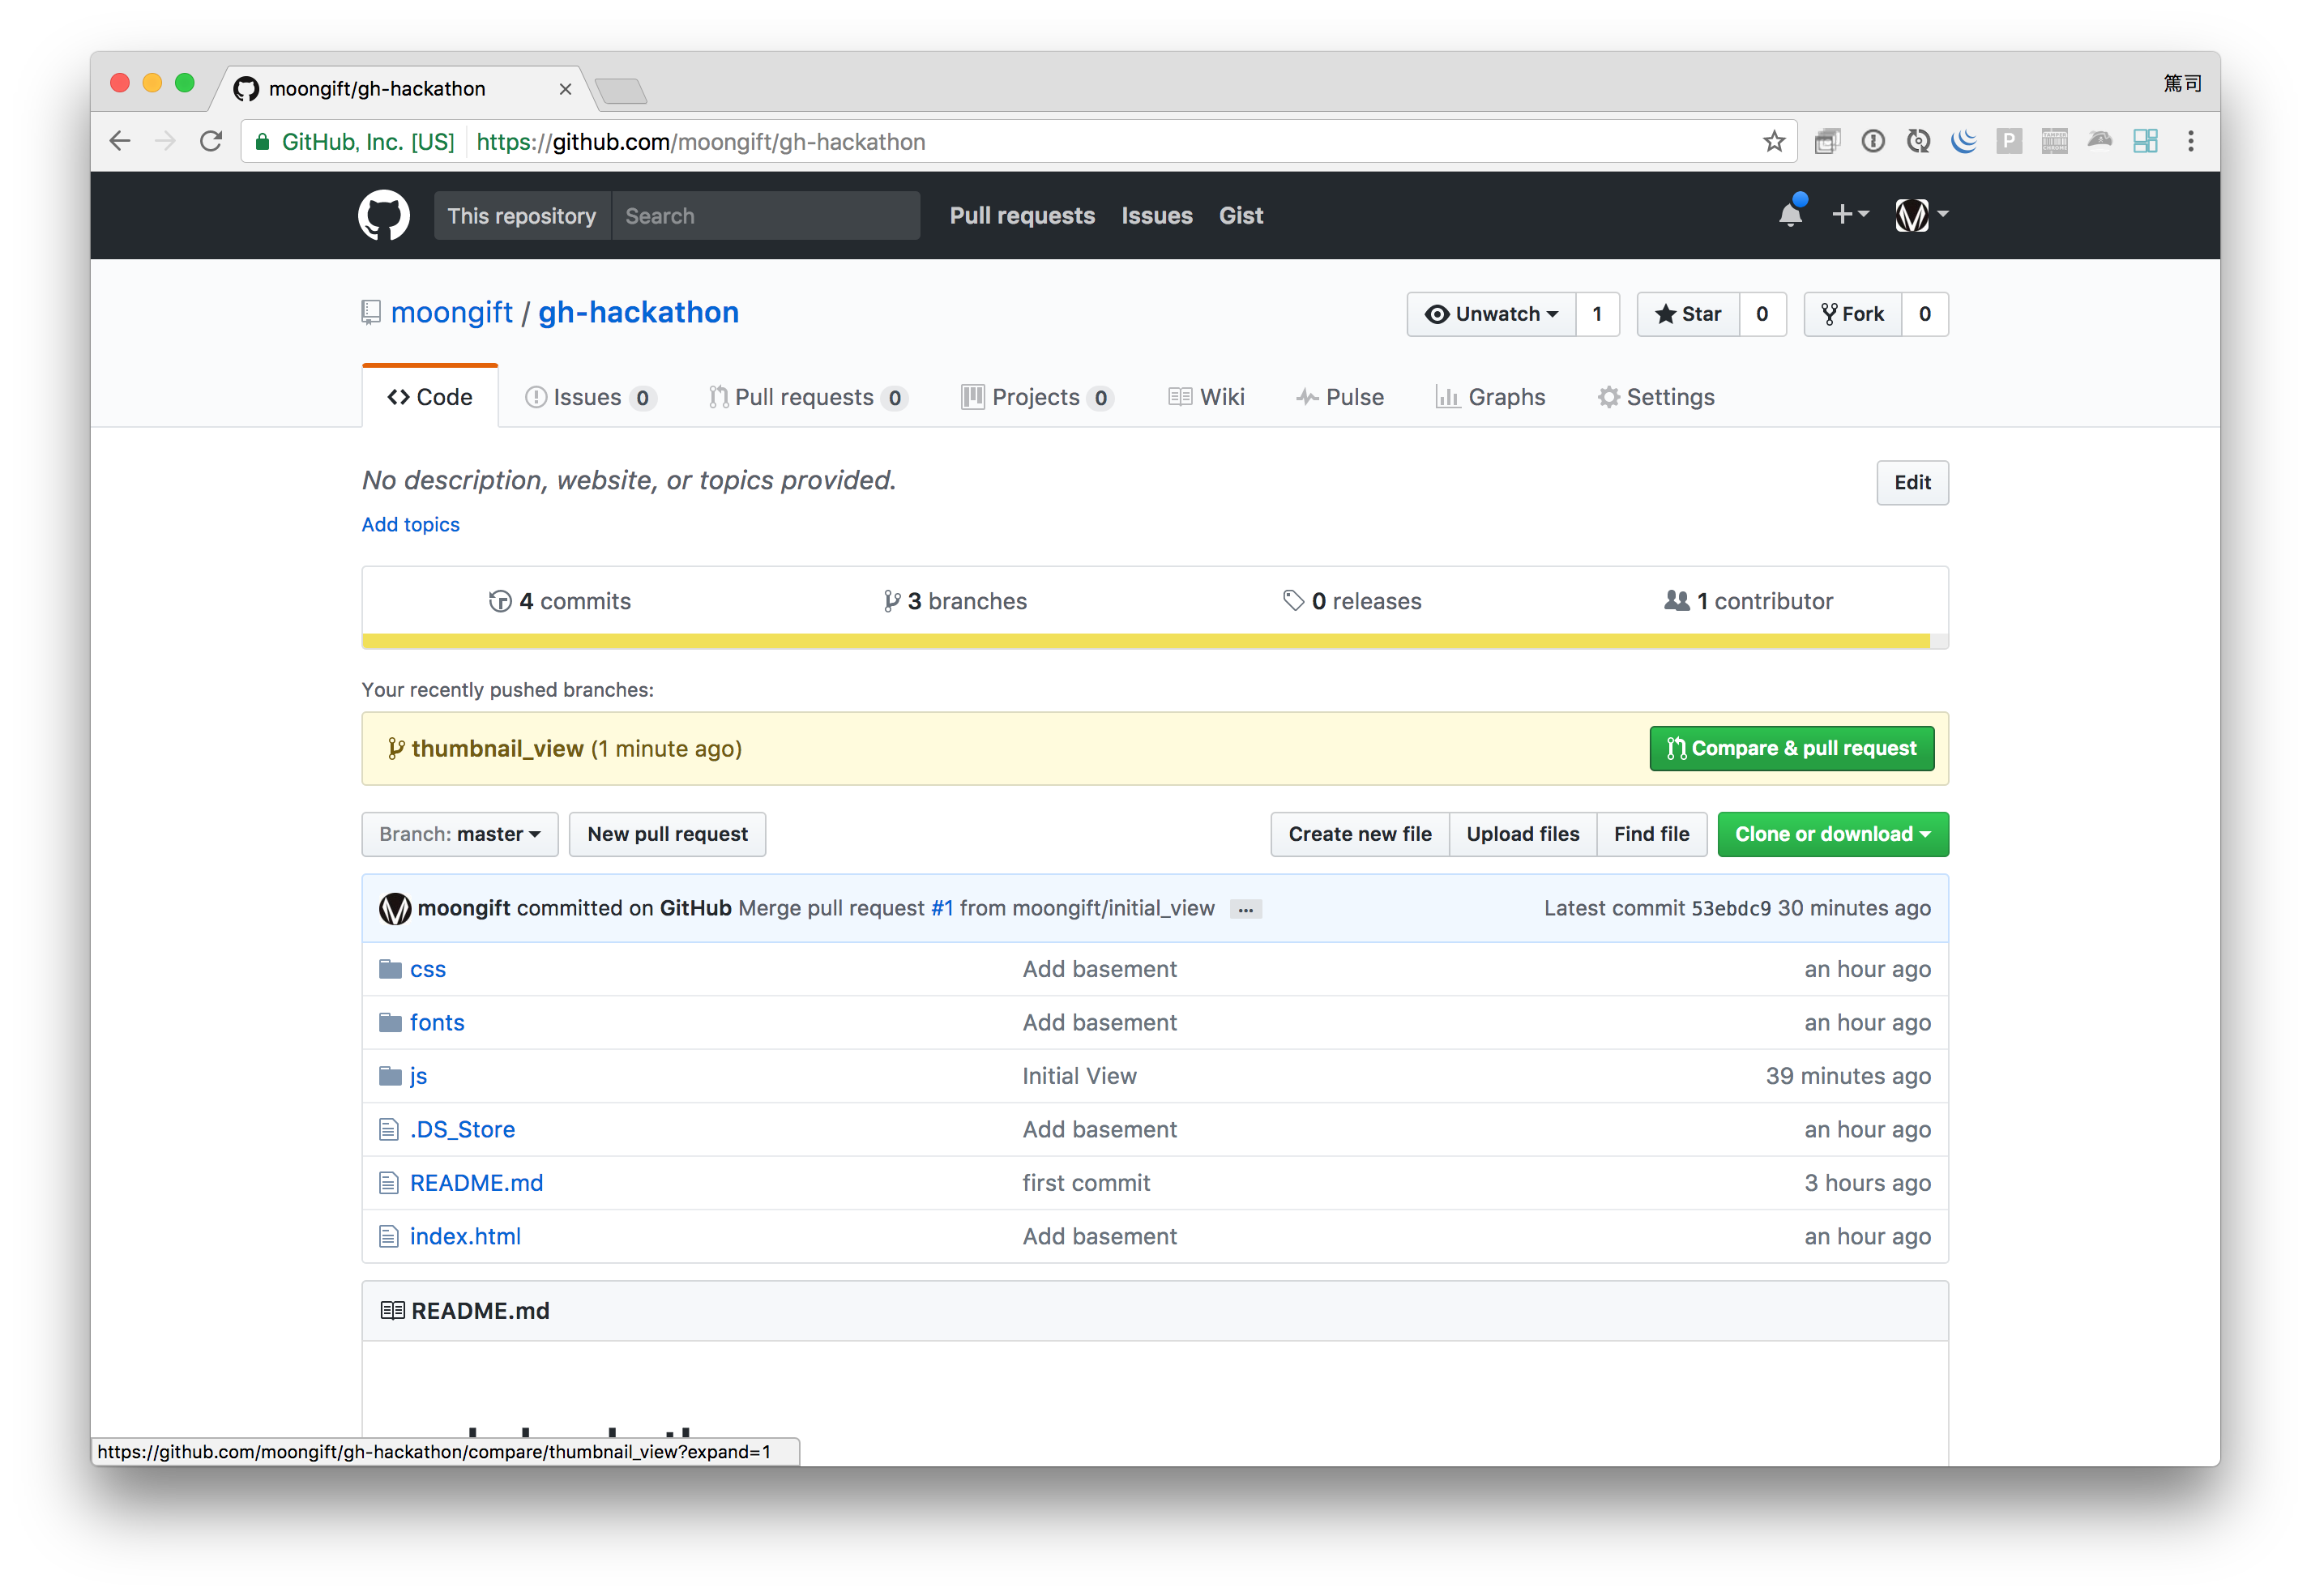 moongift/gh-hackathon
篤司
GitHub, Inc. [US] https://github.com/moongift/gh-hackathon
This repository Search Pull requests Issues Gist
moongift / gh-hackathon
Unwatch 1 Star 0 Fork 0
Code Issues 0 Pull requests 0 Projects 0 Wiki Pulse Graphs Settings
No description, website, or topics provided.
Edit
Add topics
4 commits 3 branches 0 releases 1 contributor
Your recently pushed branches:
thumbnail_view (1 minute ago) Compare & pull request
Branch: master New pull request Create new file Upload files Find file Clone or download
moongift committed on GitHub Merge pull request #1 from moongift/initial_view ... Latest commit 53ebdc9 30 minutes ago
css Add basement an hour ago
fonts Add basement an hour ago
js Initial View 39 minutes ago
.DS_Store Add basement an hour ago
README.md first commit 3 hours ago
index.html Add basement an hour ago
README.md
https://github.com/moongift/gh-hackathon/compare/thumbnail_view?expand=1